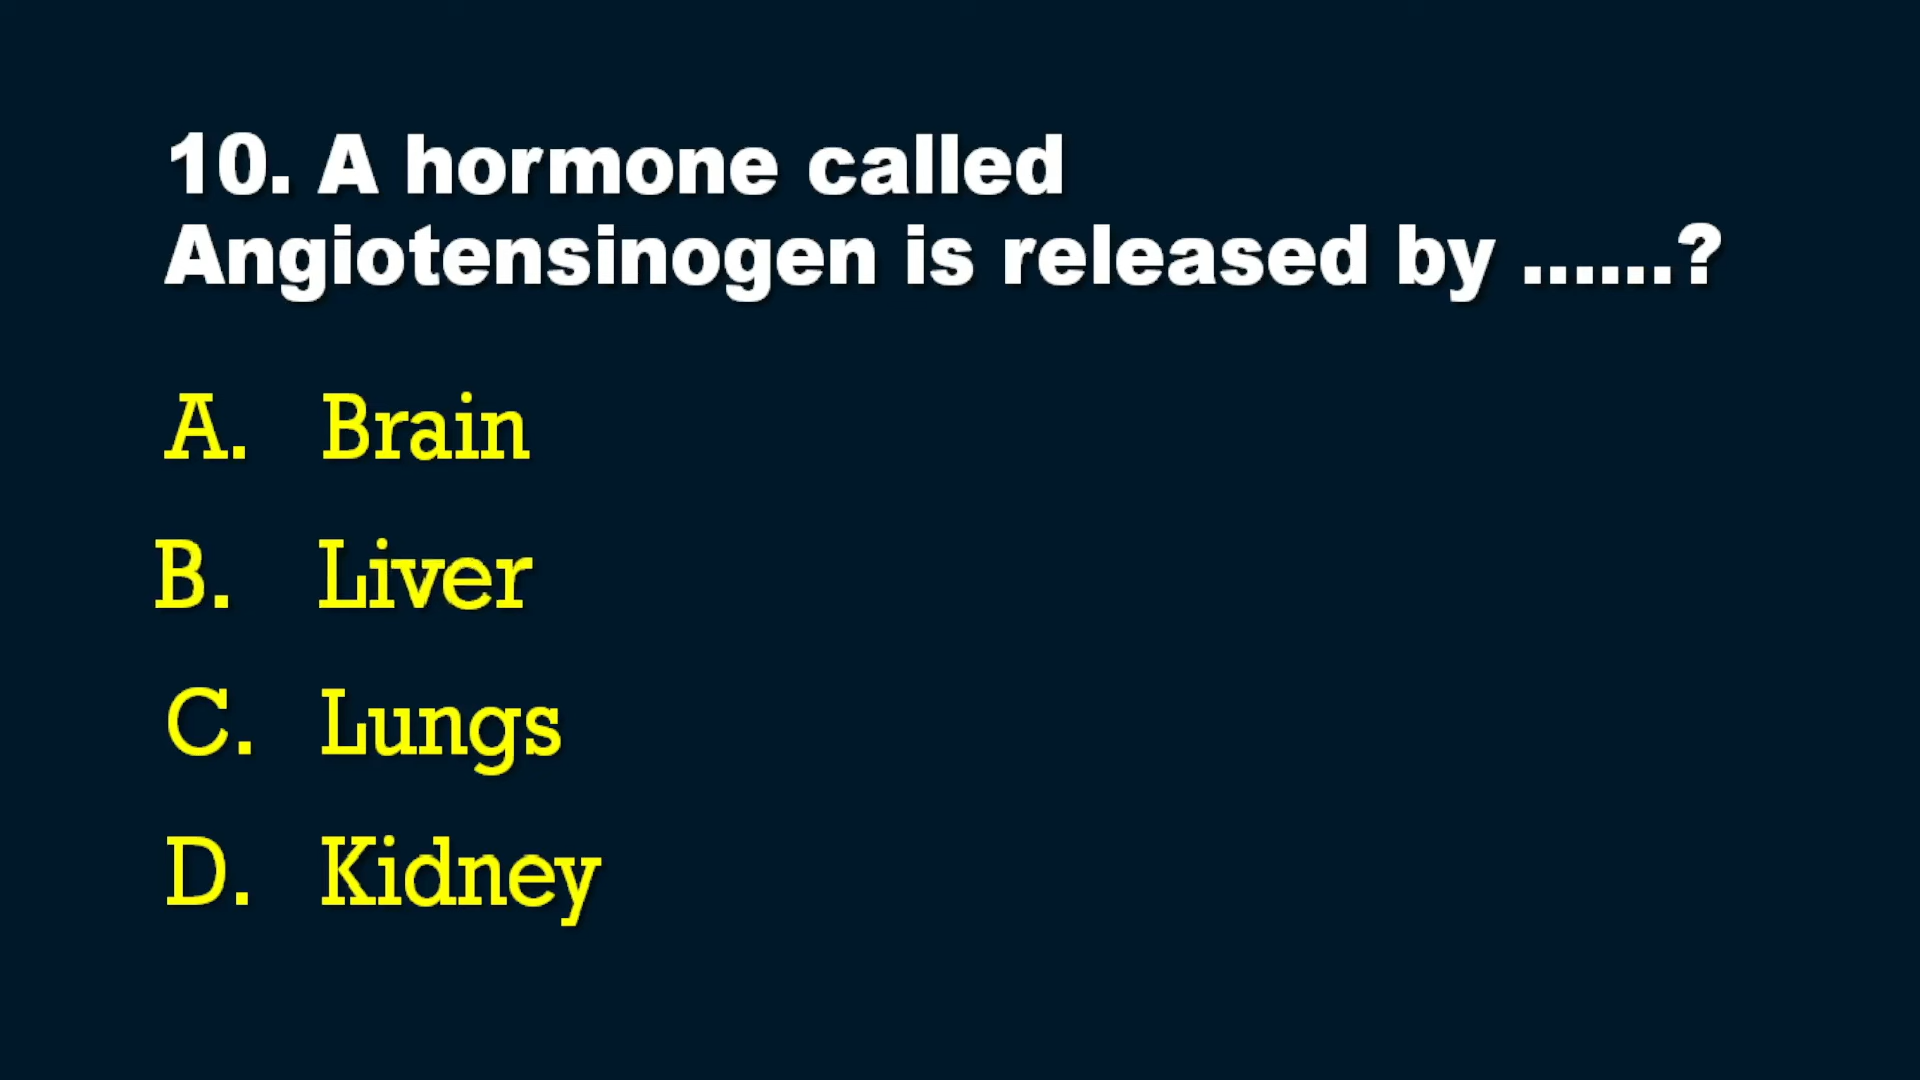 10. A hormone called
Angiotensinogen is released by ......?
A. Brain
B. Liver
C. Lungs
D. Kidney